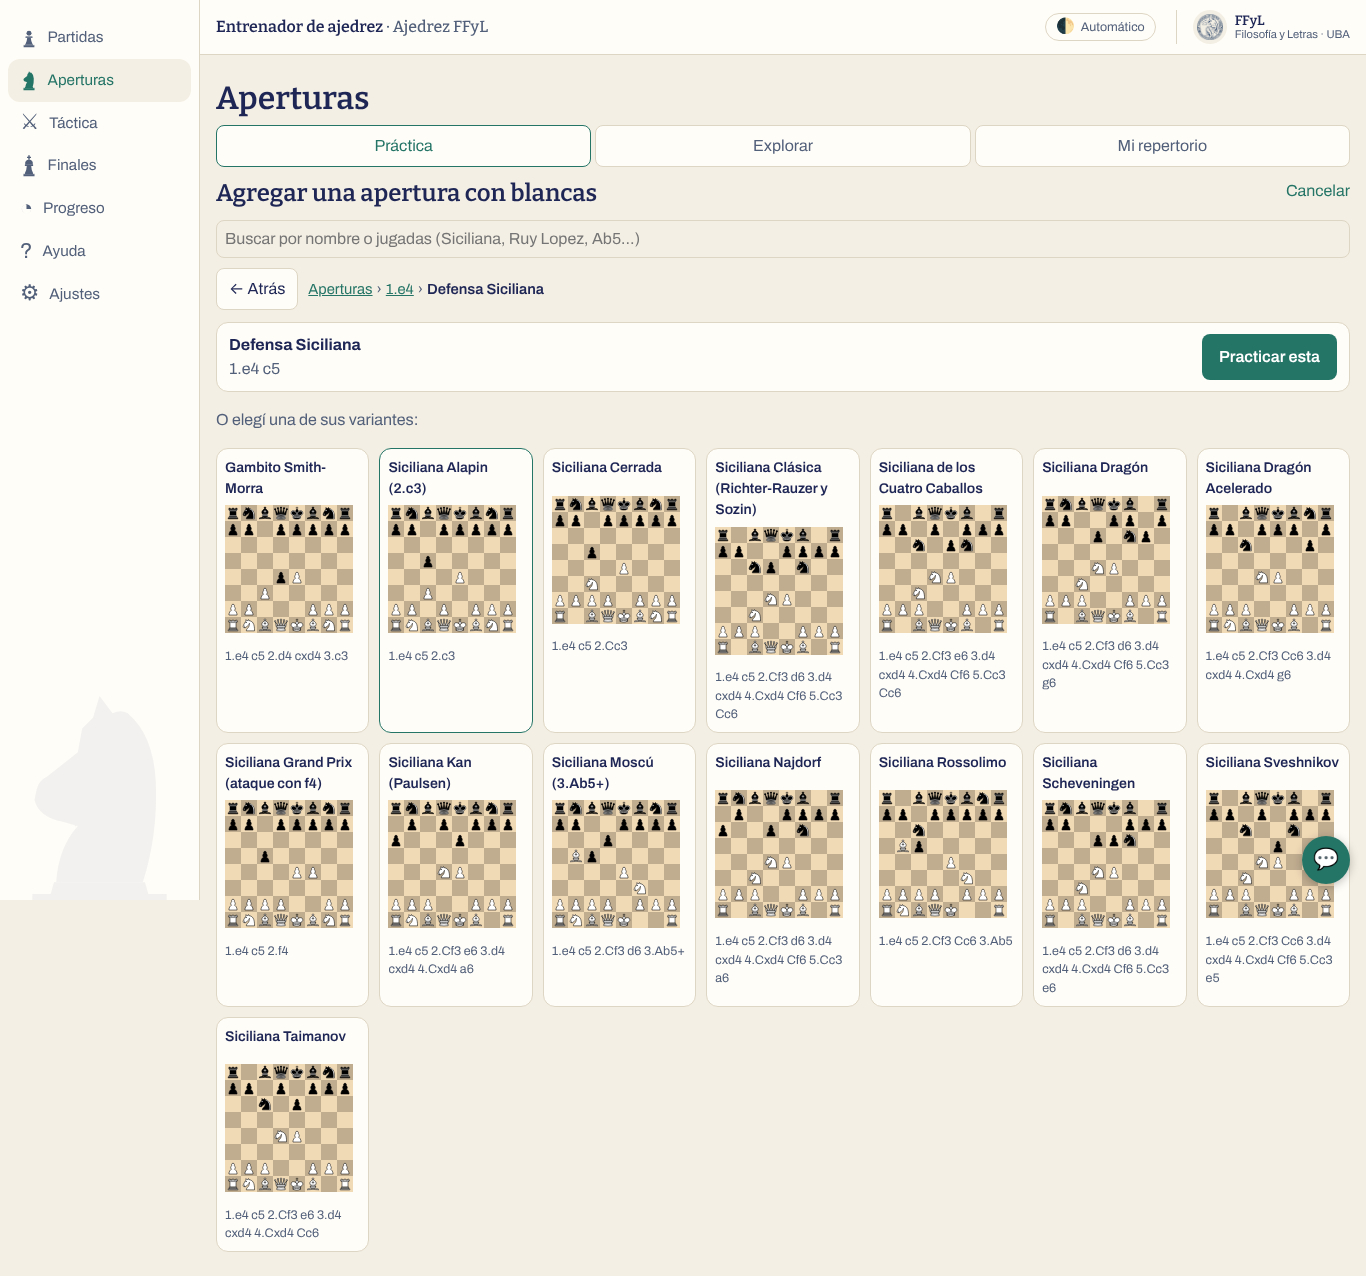 Partidas
Aperturas
Táctica
Finales
Progreso
Ayuda
Ajustes
Entrenador de ajedrez · Ajedrez FFyL
Automático
FFyL
Filosofía y Letras · UBA
Aperturas
Práctica
Explorar
Mi repertorio
Agregar una apertura con blancas
Cancelar
Buscar por nombre o jugadas (Siciliana, Ruy Lopez, Ab5...)
← Atrás
Aperturas › 1.e4 › Defensa Siciliana
Defensa Siciliana
1.e4 c5
Practicar esta
O elegí una de sus variantes:
Gambito Smith-
Morra
1.e4 c5 2.d4 cxd4 3.c3
Siciliana Alapin
(2.c3)
1.e4 c5 2.c3
Siciliana Cerrada
1.e4 c5 2.Cc3
Siciliana Clásica
(Richter-Rauzer y
Sozin)
1.e4 c5 2.Cf3 d6 3.d4
cxd4 4.Cxd4 Cf6 5.Cc3
Cc6
Siciliana de los
Cuatro Caballos
1.e4 c5 2.Cf3 e6 3.d4
cxd4 4.Cxd4 Cf6 5.Cc3
Cc6
Siciliana Dragón
1.e4 c5 2.Cf3 d6 3.d4
cxd4 4.Cxd4 Cf6 5.Cc3
g6
Siciliana Dragón
Acelerado
1.e4 c5 2.Cf3 Cc6 3.d4
cxd4 4.Cxd4 g6
Siciliana Grand Prix
(ataque con f4)
1.e4 c5 2.f4
Siciliana Kan
(Paulsen)
1.e4 c5 2.Cf3 e6 3.d4
cxd4 4.Cxd4 a6
Siciliana Moscú
(3.Ab5+)
1.e4 c5 2.Cf3 d6 3.Ab5+
Siciliana Najdorf
1.e4 c5 2.Cf3 d6 3.d4
cxd4 4.Cxd4 Cf6 5.Cc3
a6
Siciliana Rossolimo
1.e4 c5 2.Cf3 Cc6 3.Ab5
Siciliana
Scheveningen
1.e4 c5 2.Cf3 d6 3.d4
cxd4 4.Cxd4 Cf6 5.Cc3
e6
Siciliana Sveshnikov
1.e4 c5 2.Cf3 Cc6 3.d4
cxd4 4.Cxd4 Cf6 5.Cc3
e5
Siciliana Taimanov
1.e4 c5 2.Cf3 e6 3.d4
cxd4 4.Cxd4 Cc6